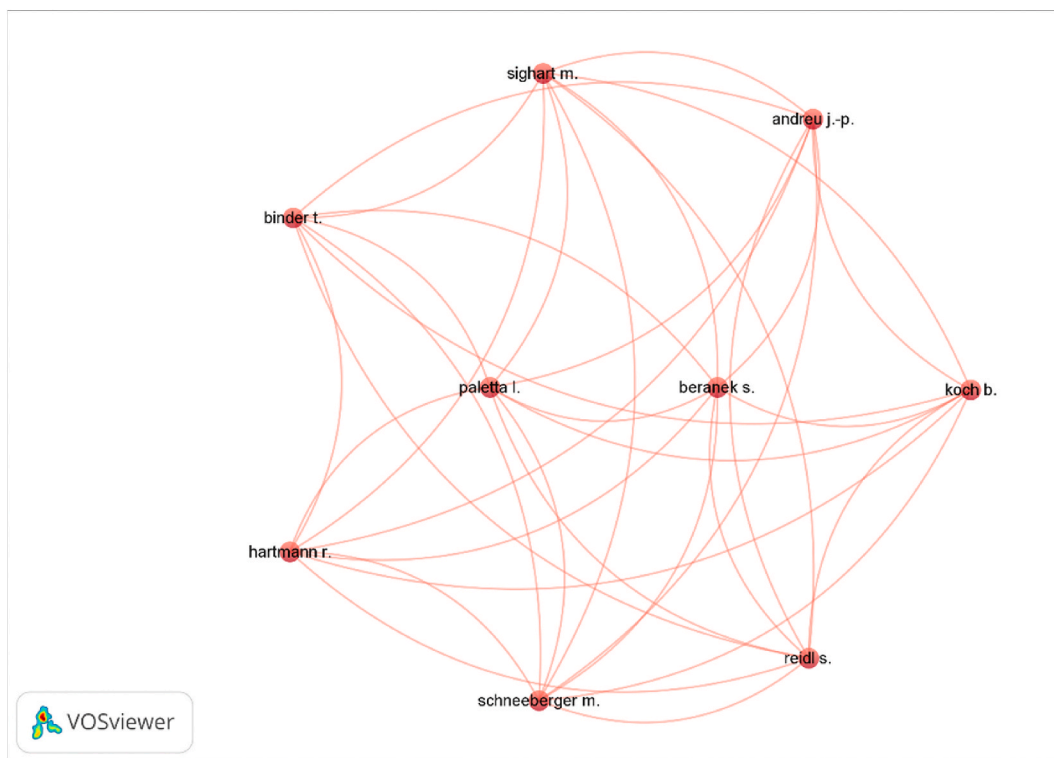 sighart m.
andreu j.-p.
binder t.
paletta l.
beranek s.
koch b.
hartmann r.
reidl s.
schneeberger m.
VOSviewer